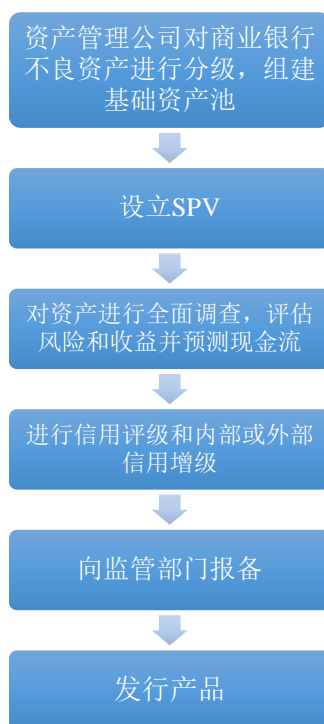 资产管理公司对商业银行
不良资产进行分级，组建
基础资产池
设立SPV
对资产进行全面调查，评估
风险和收益并预测现金流
进行信用评级和内部或外部
信用增级
向监管部门报备
发行产品